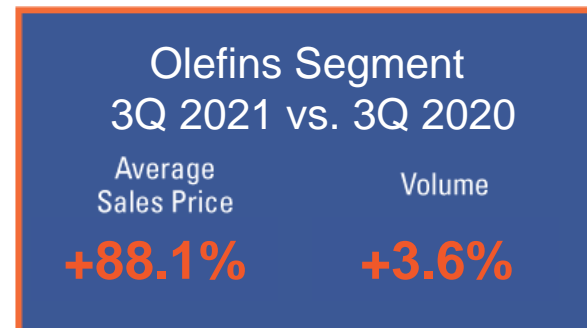 Olefins Segment
3Q 2021 vs. 3Q 2020
Average
Sales Price
+88.1%
Volume
+3.6%